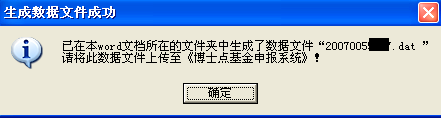 生成数据文件成功
已在本word文档所在的文件夹中生成了数据文件“2007005 7.dat ”
请将此数据文件上传至《博士点基金申报系统》!
确定